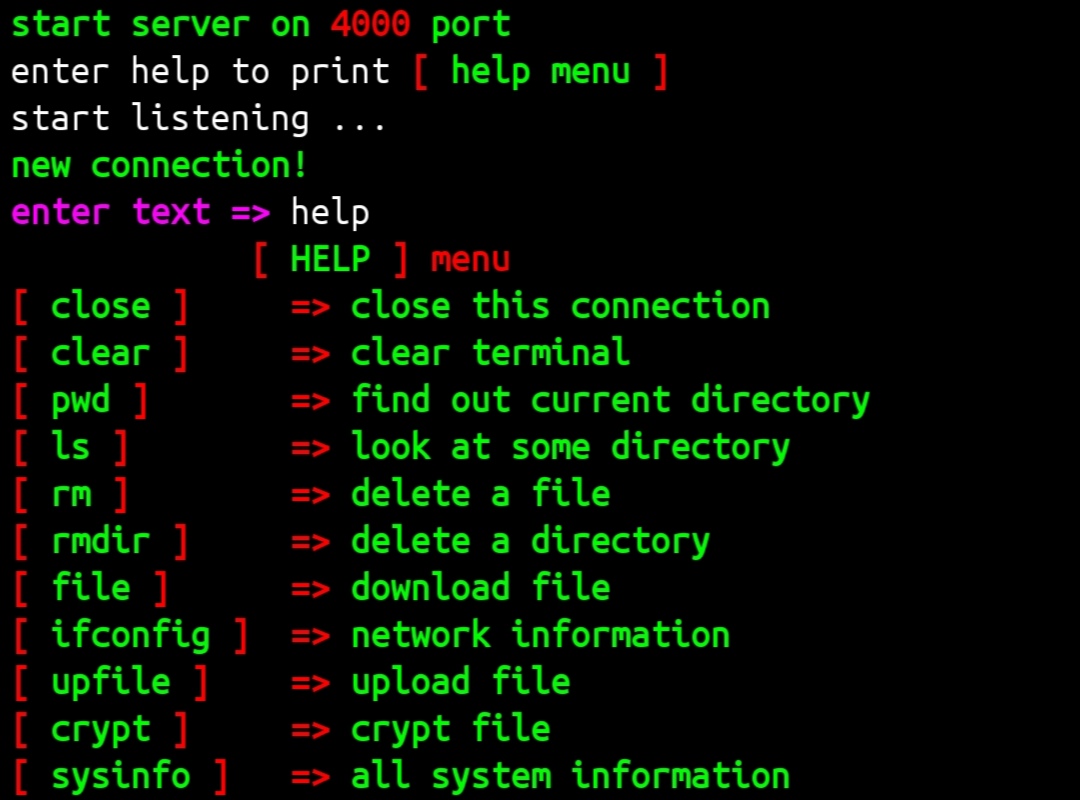 start server on 4000 port
enter help to print [ help menu ]
start listening ...
new connection!
enter text => help
[ HELP ] menu
[ close ] => close this connection
[ clear ] => clear terminal
[ pwd ] => find out current directory
[ ls ] => look at some directory
[ rm ] => delete a file
[ rmdir ] => delete a directory
[ file ] => download file
[ ifconfig ] => network information
[ upfile ] => upload file
[ crypt ] => crypt file
[ sysinfo ] => all system information